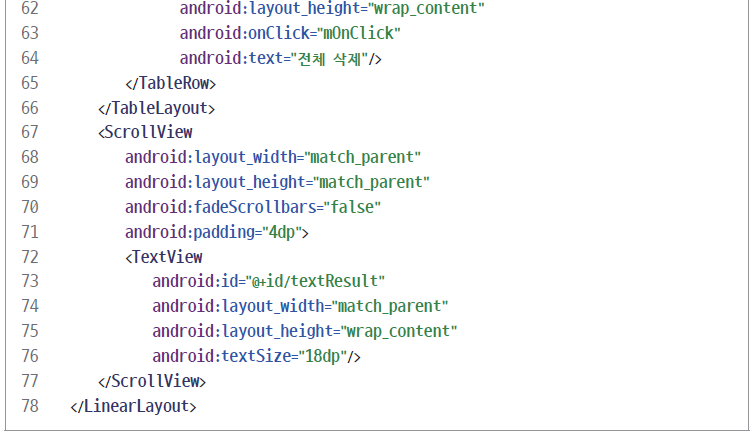 62 android:layout_height="wrap_content"
63 android:onClick="mOnClick"
64 android:text="전체 삭제"/>
65 </TableRow>
66 </TableLayout>
67 <ScrollView
68 android:layout_width="match_parent"
69 android:layout_height="match_parent"
70 android:fadeScrollbars="false"
71 android:padding="4dp">
72 <TextView
73 android:id="@+id/textResult"
74 android:layout_width="match_parent"
75 android:layout_height="wrap_content"
76 android:textSize="18dp"/>
77 </ScrollView>
78 </LinearLayout>